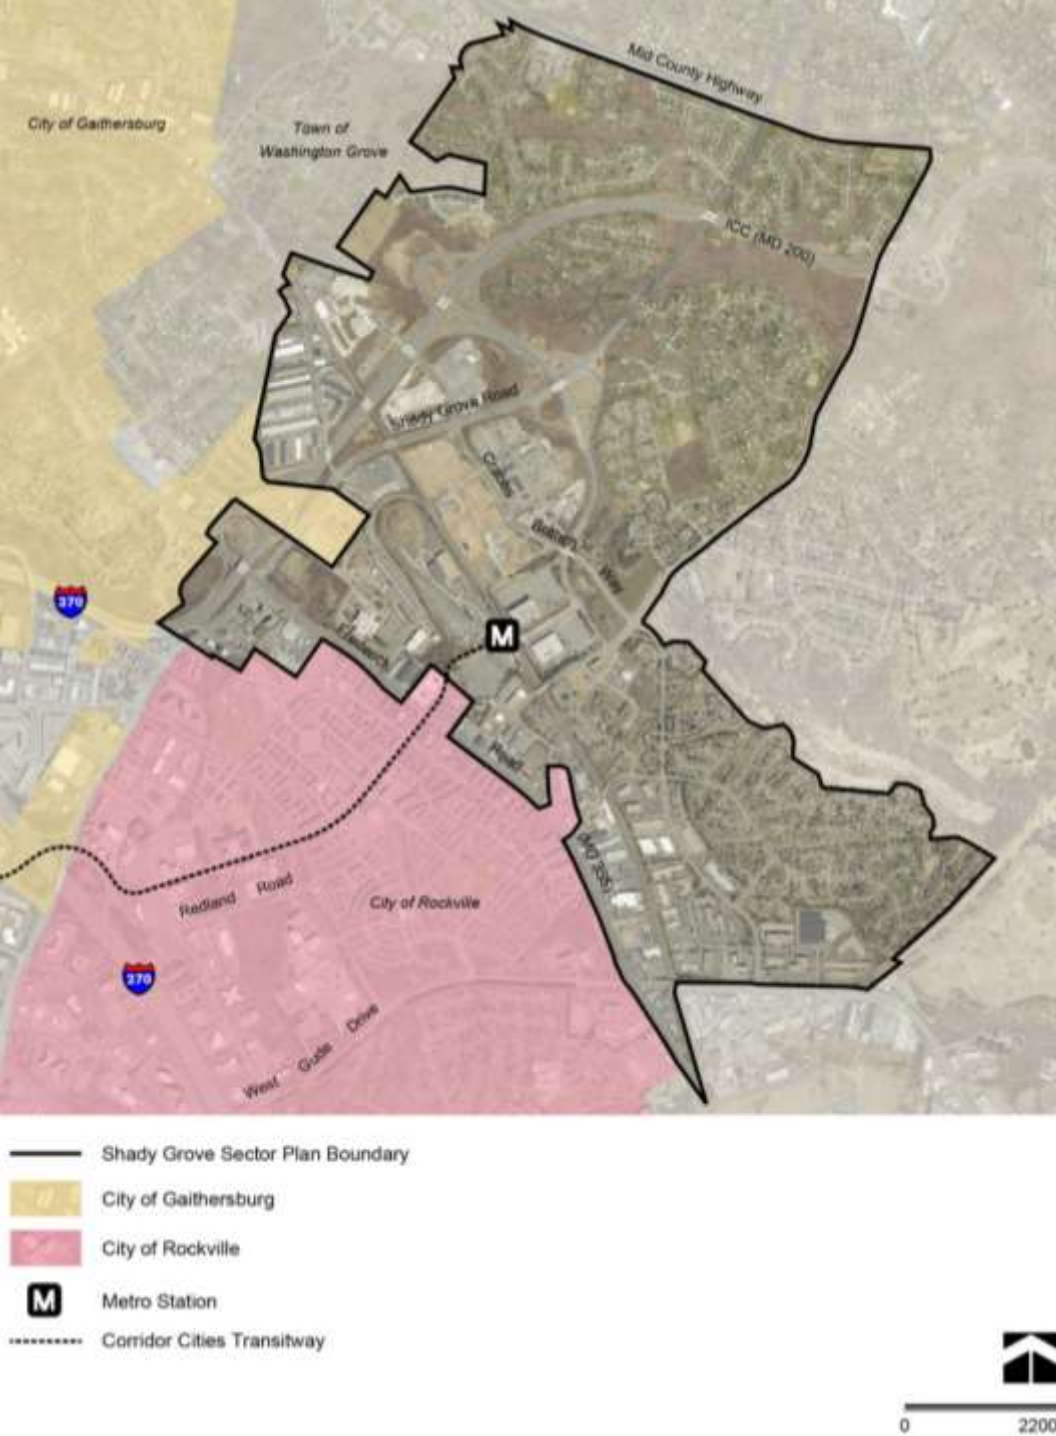 Mid County Highway
City of Gaithersburg
Town of
Washington Grove
ICC (MD 200)
Shady Grove Road
Crabbs
Branch
Way
370
M
Road
(MD 355)
Redland Road
City of Rockville
270
West Gude Drive
Shady Grove Sector Plan Boundary
City of Gaithersburg
City of Rockville
M
Metro Station
Corridor Cities Transitway
0 2200